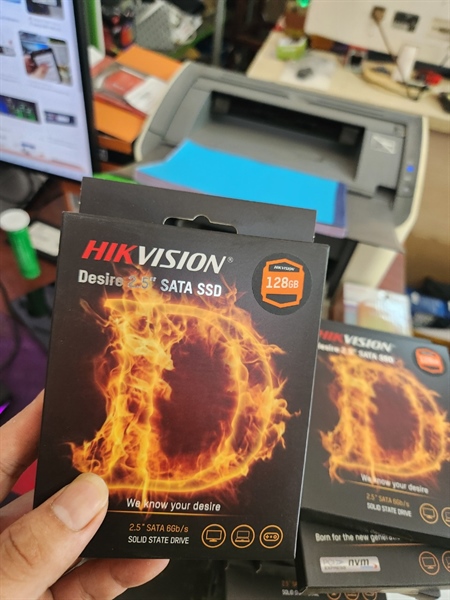 HIKVISION®
Desire 2.5" SATA SSD
HIKVISION
128GB
We know your desire
2.5" SATA 6Gb/s
SOLID STATE DRIVE
HIKVISION
Desire 2.5" SATA SSD
We know your desire
2.5" SATA 6Gb/s
SOLID STATE DRIVE
Born for the new gener
nvm